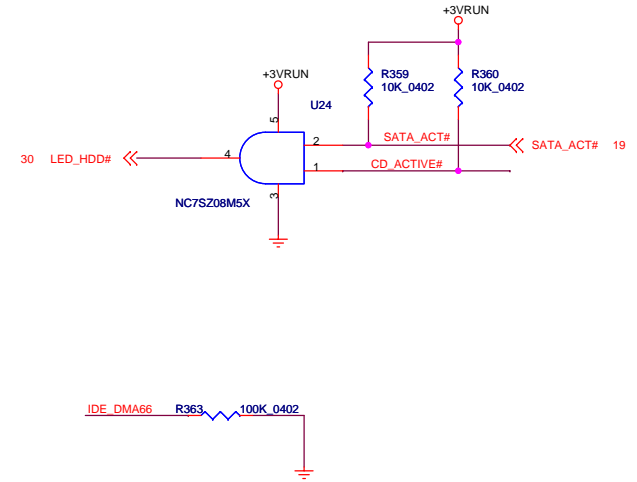 +3VRUN
R359
10K_0402
R360
10K_0402
+3VRUN
U24
5
2
SATA_ACT#
SATA_ACT# 19
30 LED_HDD#
4
1
CD_ACTIVE#
3
NC7SZ08M5X
IDE_DMA66
R363
100K_0402